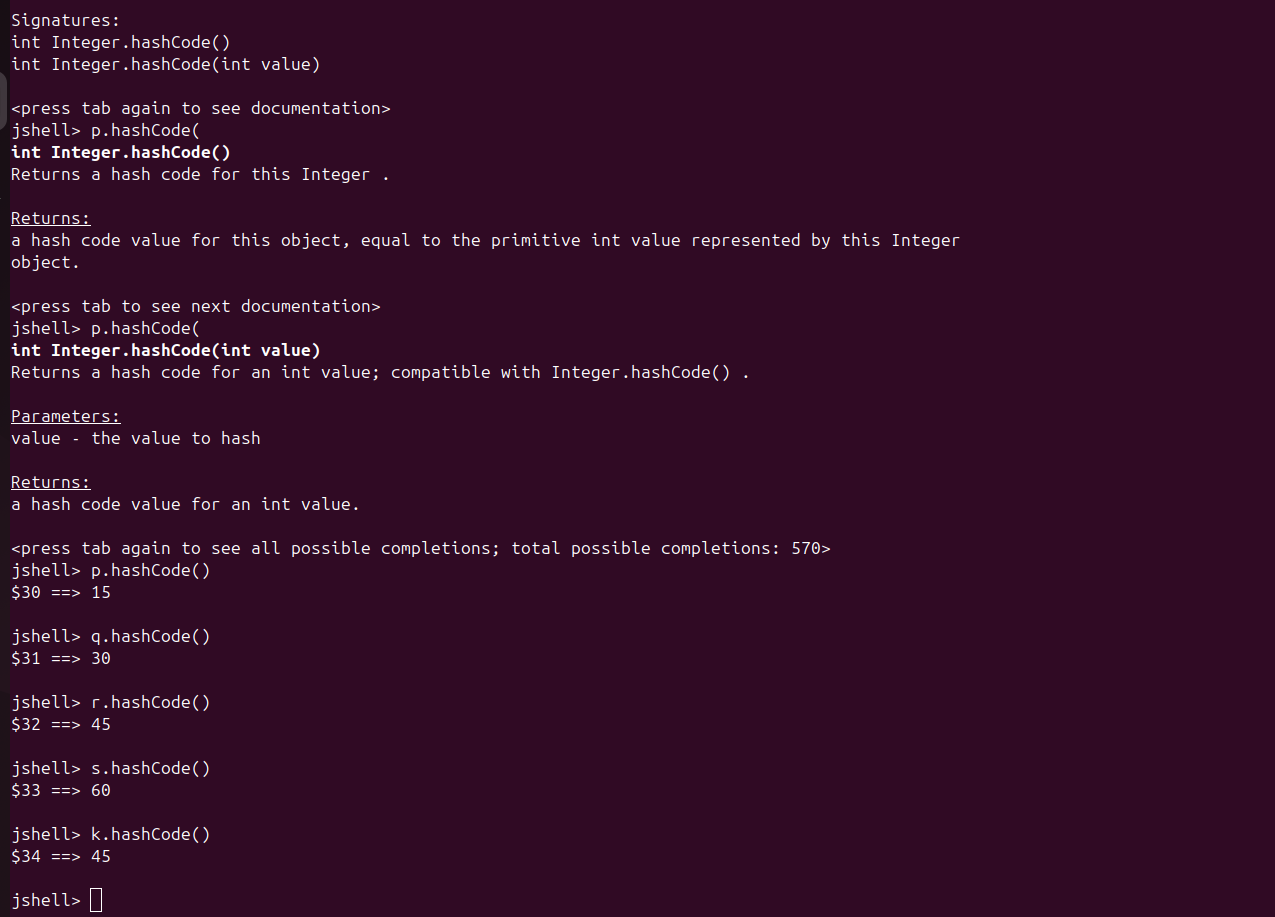 Signatures:
int Integer.hashCode()
int Integer.hashCode(int value)
<press tab again to see documentation>
jshell> p.hashCode(
int Integer.hashCode()
Returns a hash code for this Integer .
Returns:
a hash code value for this object, equal to the primitive int value represented by this Integer
object.
<press tab to see next documentation>
jshell> p.hashCode(
int Integer.hashCode(int value)
Returns a hash code for an int value; compatible with Integer.hashCode() .
Parameters:
value - the value to hash
Returns:
a hash code value for an int value.
<press tab again to see all possible completions; total possible completions: 570>
jshell> p.hashCode()
$30 ==> 15
jshell> q.hashCode()
$31 ==> 30
jshell> r.hashCode()
$32 ==> 45
jshell> s.hashCode()
$33 ==> 60
jshell> k.hashCode()
$34 ==> 45
jshell>